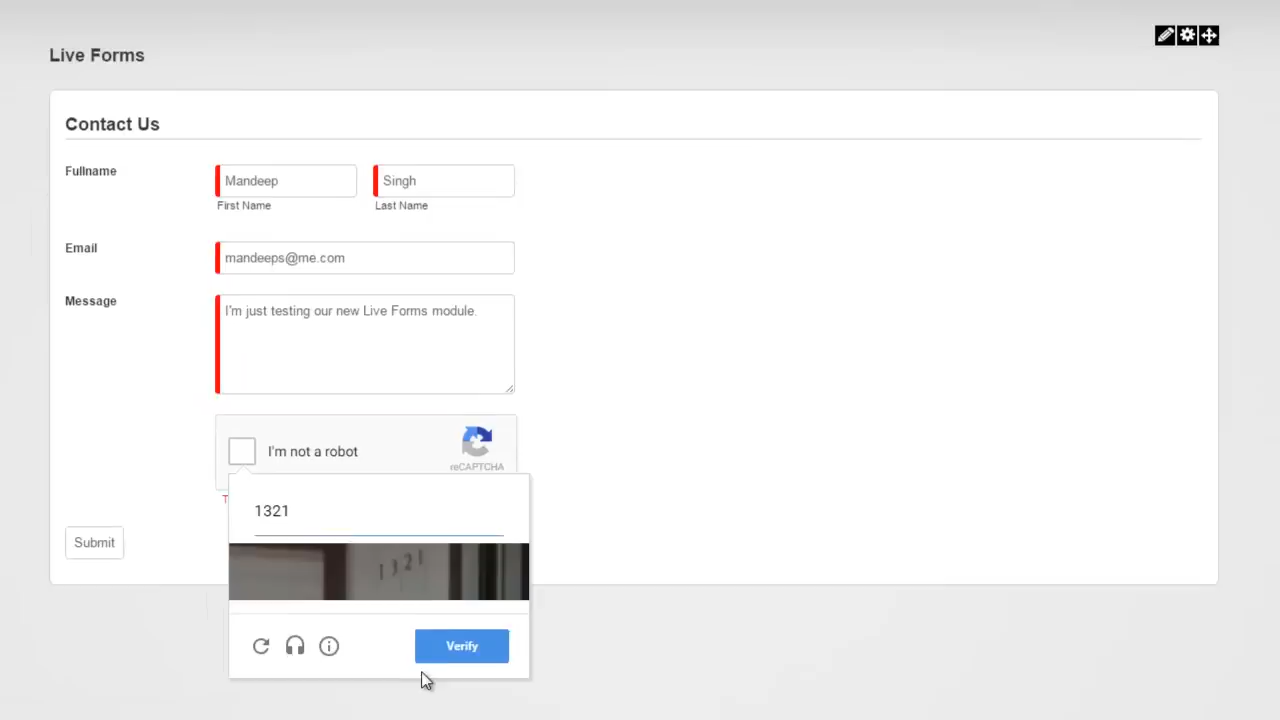 Live Forms
Contact Us
Fullname
Mandeep
Singh
First Name
Last Name
Email
mandeeps@me.com
Message
I'm just testing our new Live Forms module.
I'm not a robot
reCAPTCHA
T
1321
1321
Submit
Verify